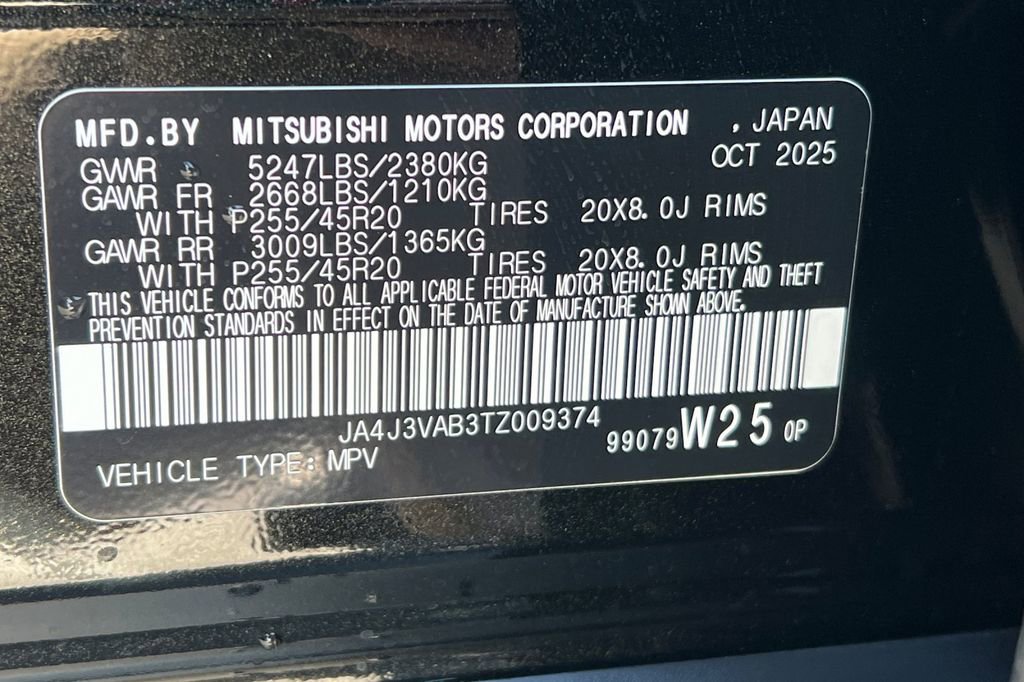 MFD.BY MITSUBISHI MOTORS CORPORATION , JAPAN
OCT 2025
GVWR 5247LBS/2380KG
GAWR FR 2668LBS/1210KG
WITH P255/45R20 TIRES 20X8.0J RIMS
GAWR RR 3009LBS/1365KG
WITH P255/45R20 TIRES 20X8.0J RIMS
THIS VEHICLE CONFORMS TO ALL APPLICABLE FEDERAL MOTOR VEHICLE SAFETY AND THEFT
PREVENTION STANDARDS IN EFFECT ON THE DATE OF MANUFACTURE SHOWN ABOVE.
JA4J3VAB3TZ009374
99079 W25 0P
VEHICLE TYPE: MPV